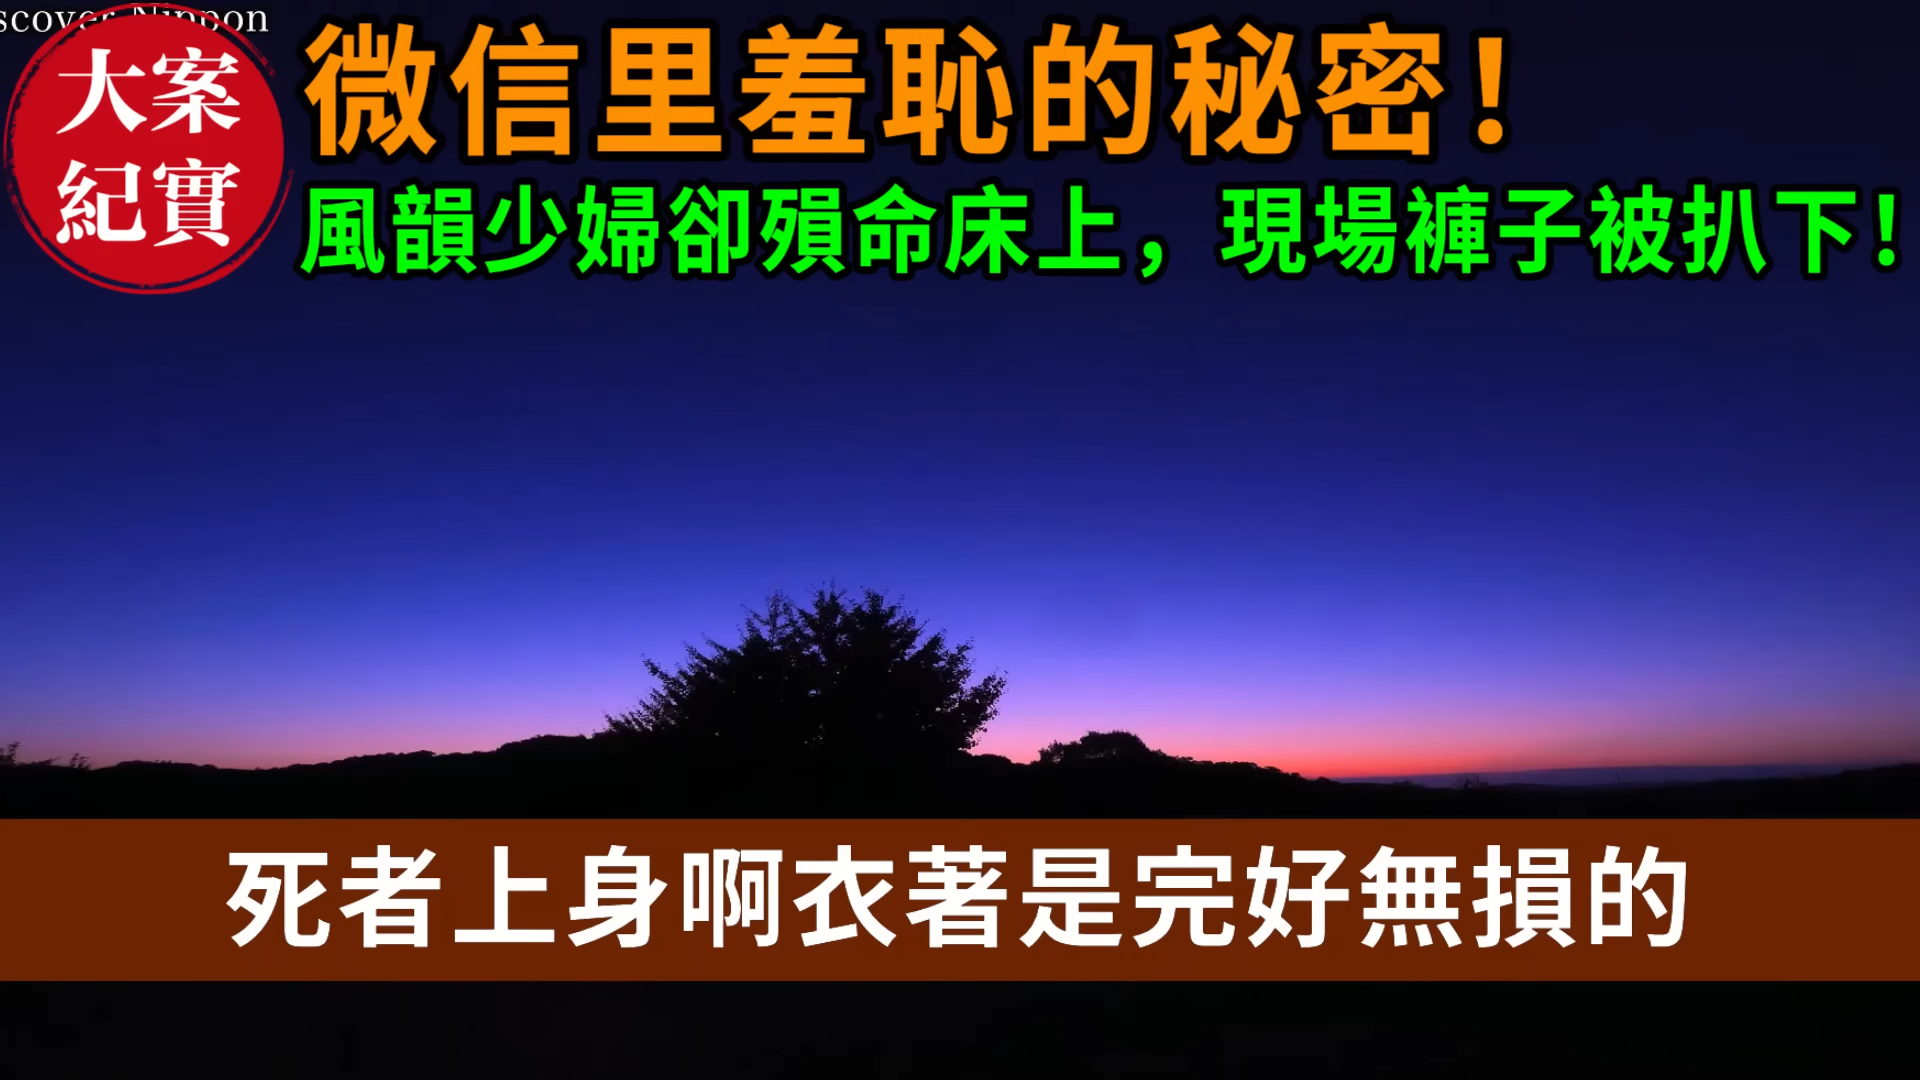 scover Nippon
大案
紀實
微信里羞恥的秘密！
風韻少婦卻殞命床上，現場褲子被扒下！
死者上身啊衣著是完好無損的